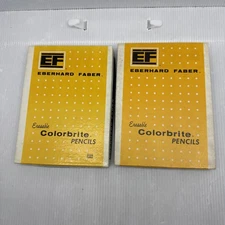 EF
EBERHARD FABER
Erasable
Colorbrite
PENCILS
EF
EBERHARD FABER
Erasable
Colorbrite
PENCILS